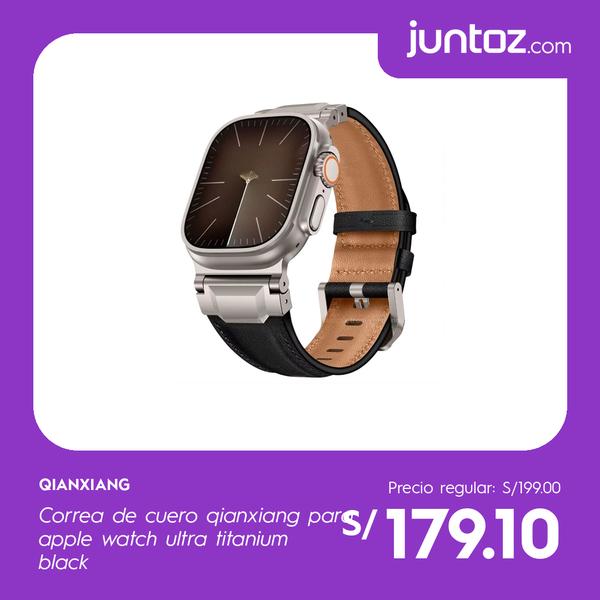 juntoz.com
QIANXIANG
Correa de cuero qianxiang para
apple watch ultra titanium
black
Precio regular: S/199.00
S/179.10